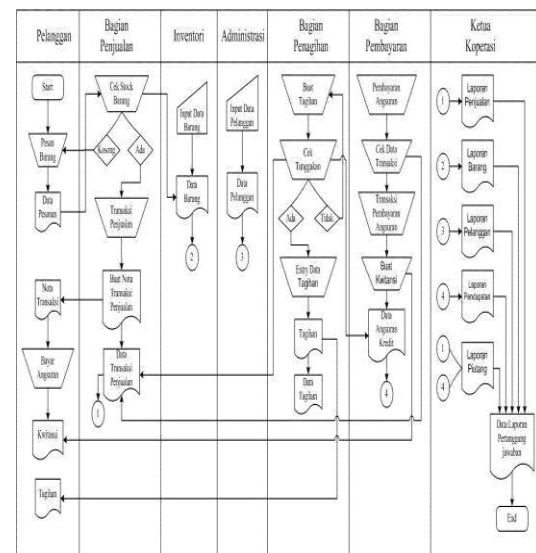 Pelanggan
Bagian
Penjualan
Inventori
Administrasi
Bagian
Penagihan
Bagian
Pembayaran
Ketua
Koperasi
Start
Pesan
Barang
Data
Pesanan
Nota
Transaksi
Bayar
Angsuran
Kwitansi
Tagihan
Cek Stock
Barang
Kosong
Ada
Transaksi
Penjualan
Buat Nota
Transaksi
Penjualan
Data
Transaksi
Penjualan
1
Input Data
Barang
Data
Barang
2
Input Data
Pelanggan
Data
Pelanggan
3
Buat
Tagihan
Cek
Tunggakan
Ada
Tidak
Entry Data
Tagihan
Tagihan
Data
Tagihan
Pembayaran
Angsuran
Cek Data
Transaksi
Transaksi
Pembayaran
Angsuran
Buat
Kwitansi
Data
Angsuran
Kredit
4
1
Laporan
Penjualan
2
Laporan
Barang
3
Laporan
Pelanggan
4
Laporan
Pendapatan
1
4
Laporan
Piutang
Data Laporan
Pertanggung
jawaban
End